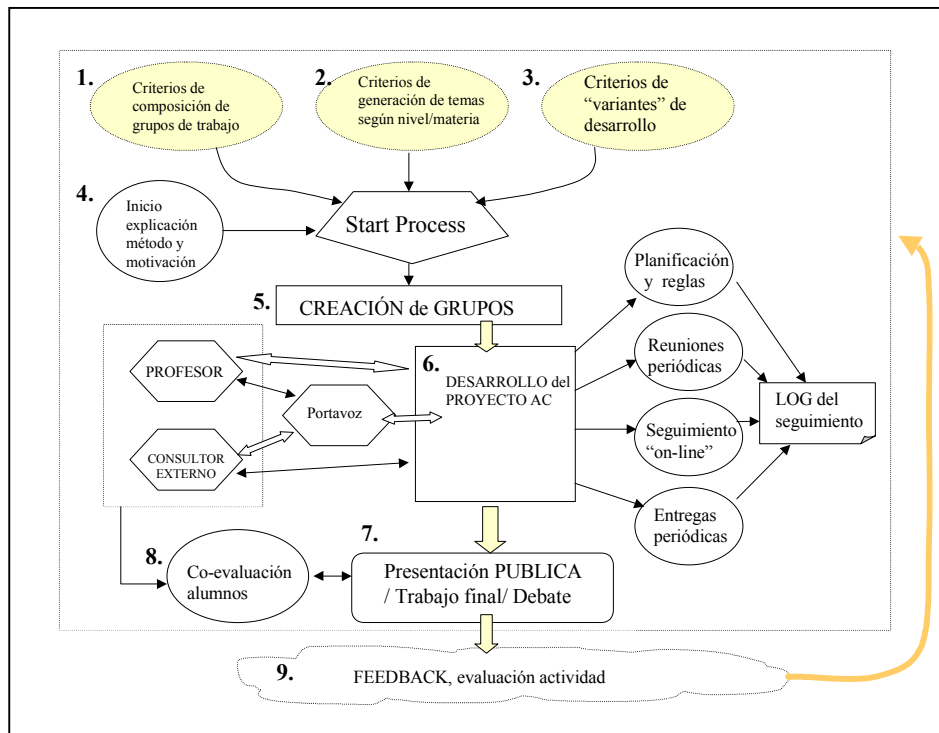 1.
Criterios de
composición de
grupos de trabajo
2.
Criterios de
generación de temas
según nivel/materia
3.
Criterios de
“variantes” de
desarrollo
4.
Inicio
explicación
método y
motivación
Start Process
5.
CREACIÓN de GRUPOS
6.
DESARROLLO del
PROYECTO AC
PROFESOR
Portavoz
CONSULTOR
EXTERNO
Planificación
y reglas
Reuniones
periódicas
Seguimiento
“on-line”
Entregas
periódicas
LOG del
seguimiento
7.
Presentación PUBLICA
/ Trabajo final/ Debate
8.
Co-evaluación
alumnos
9.
FEEDBACK, evaluación actividad